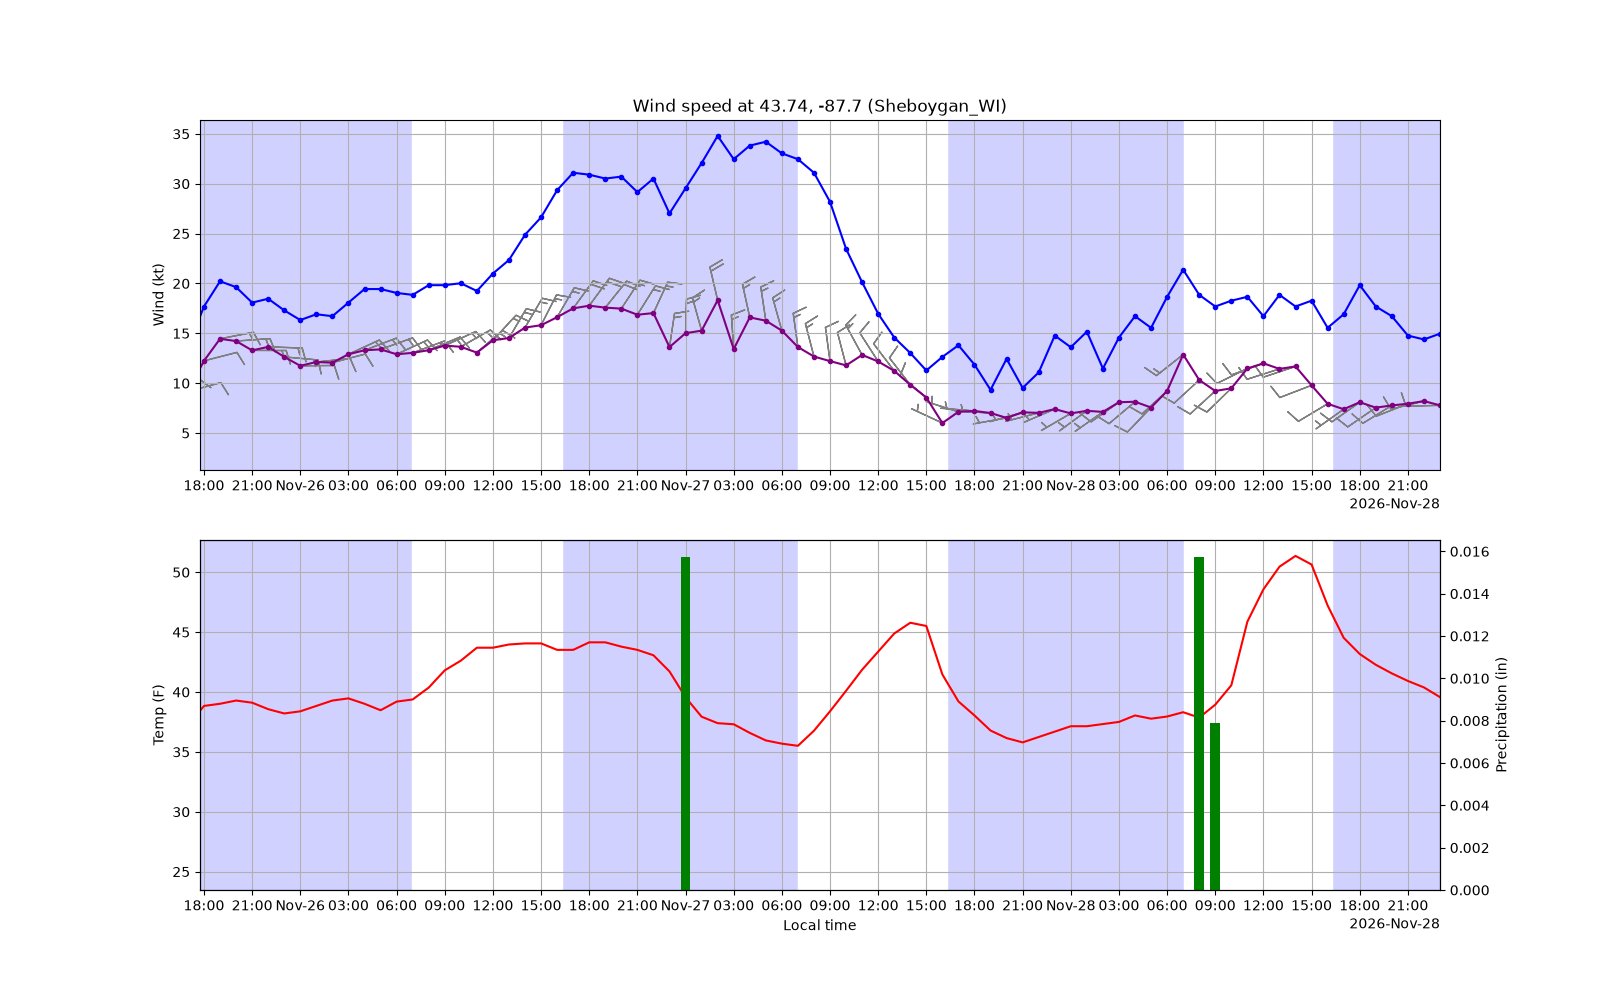 Wind speed at 43.74, -87.7 (Sheboygan_WI)
35
30
25
20
15
10
5
Wind (kt)
18:00 21:00 Nov-26 03:00 06:00 09:00 12:00 15:00 18:00 21:00 Nov-27 03:00 06:00 09:00 12:00 15:00 18:00 21:00 Nov-28 03:00 06:00 09:00 12:00 15:00 18:00 21:00
2026-Nov-28
50
45
40
35
30
25
Temp (F)
0.016
0.014
0.012
0.010
0.008
0.006
0.004
0.002
0.000
Precipitation (in)
18:00 21:00 Nov-26 03:00 06:00 09:00 12:00 15:00 18:00 21:00 Nov-27 03:00 06:00 09:00 12:00 15:00 18:00 21:00 Nov-28 03:00 06:00 09:00 12:00 15:00 18:00 21:00
Local time
2026-Nov-28